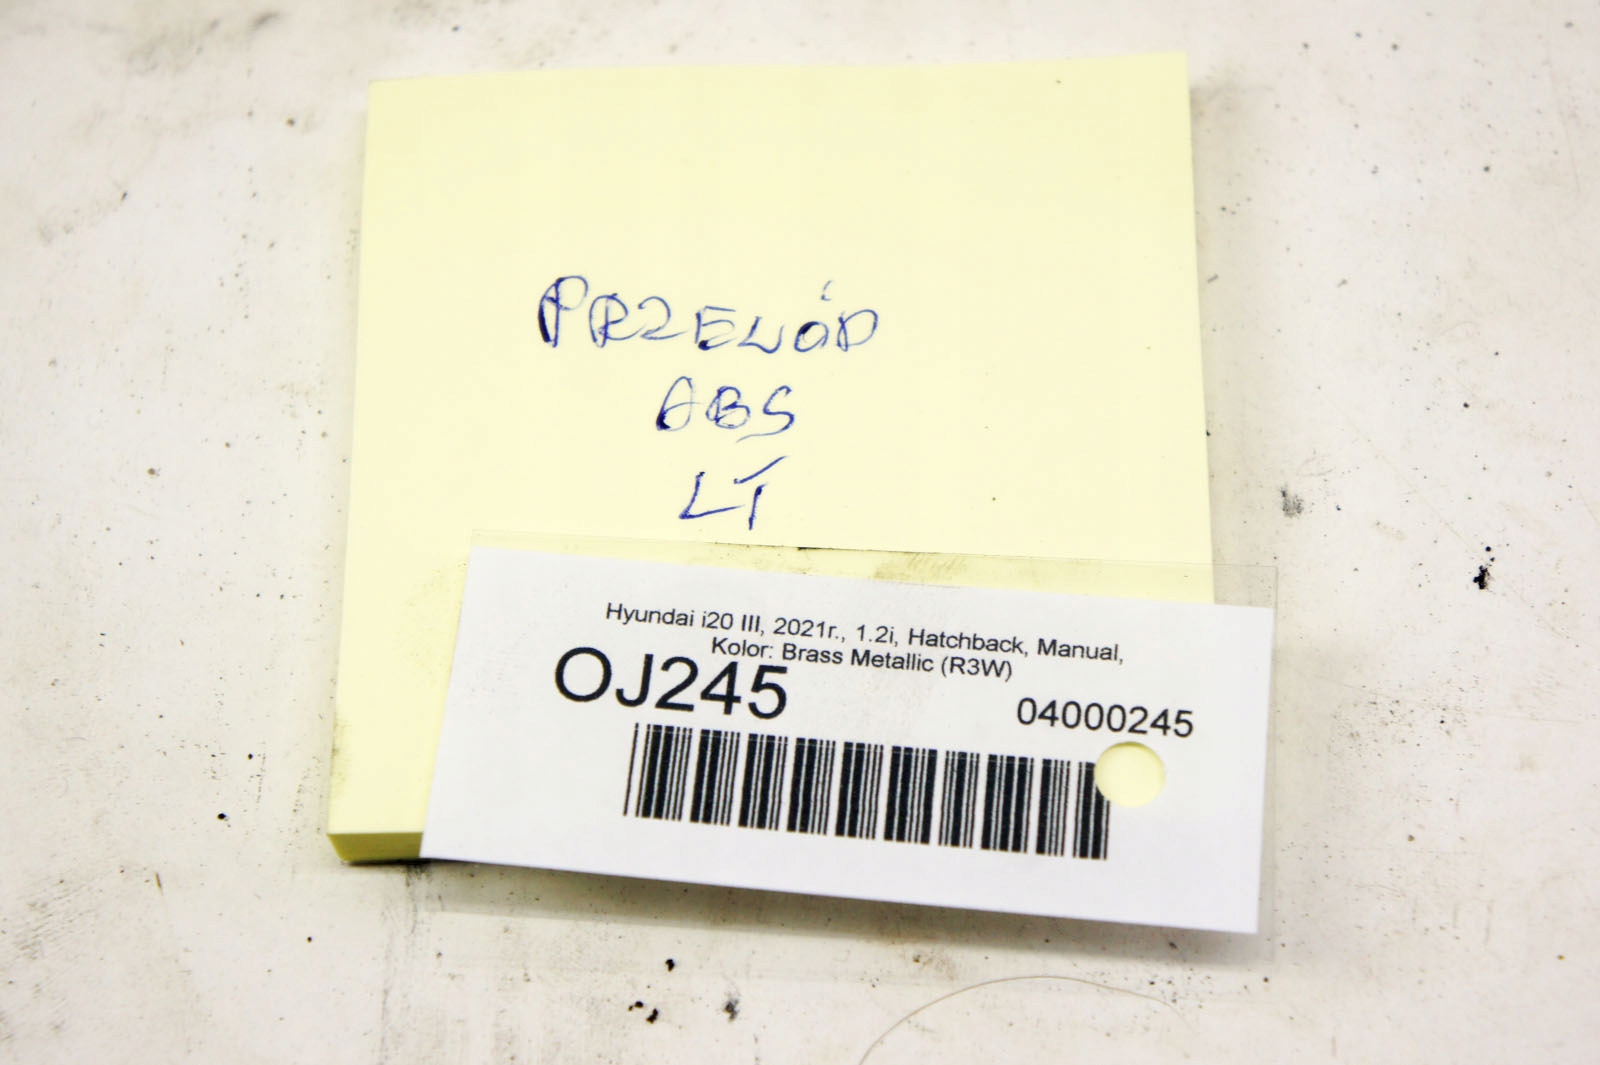 PRZEWÓD
ABS
LT
Hyundai i20 III, 2021r., 1.2i, Hatchback, Manual,
Kolor: Brass Metallic (R3W)
OJ245
04000245